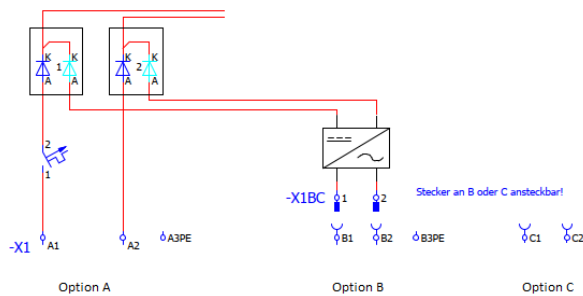 K K K K
1 2
A A A A
2
1
-X1BC 1 2 Stecker an B oder C ansteckbar!
-X1 A1 A2 A3PE B1 B2 B3PE C1 C2
Option A Option B Option C